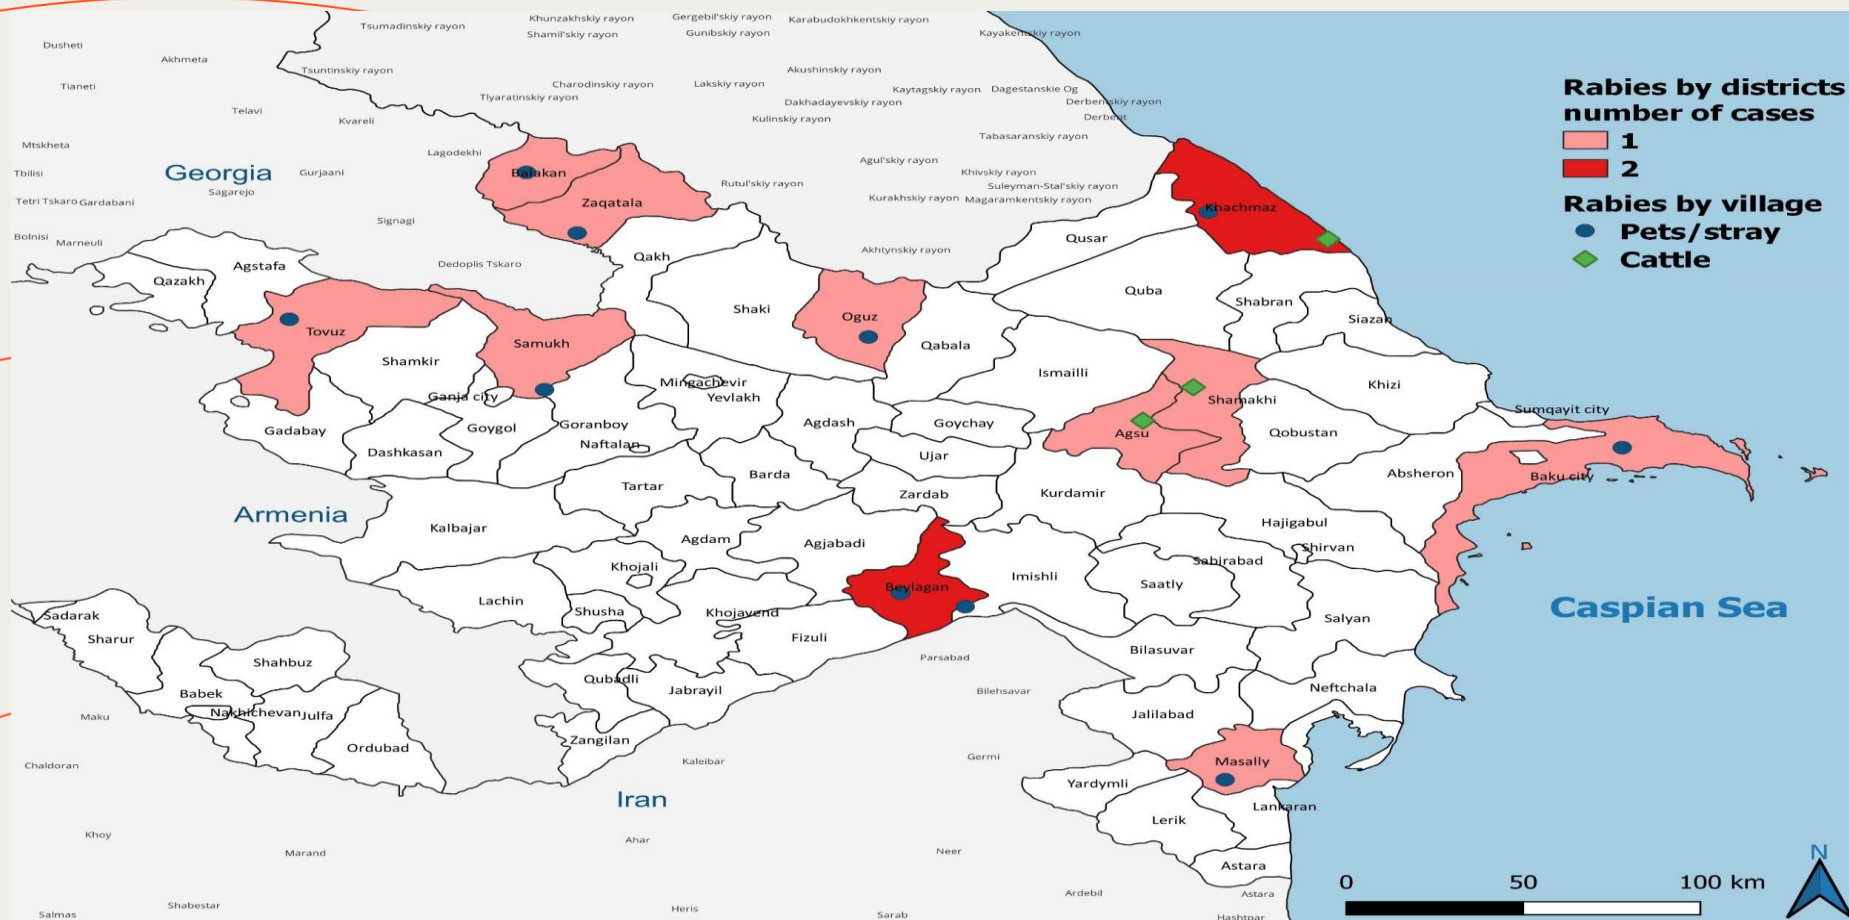 Khunzakhskiy rayon
Gergebil'skiy rayon
Karabudokhkentskiy rayon
Tsumadinskiy rayon
Shamil'skiy rayon
Gunibskiy rayon
Kayakentskiy rayon
Dusheti
Akhmeta
Tsuntinskiy rayon
Akushinskiy rayon
Tianeti
Charodinskiy rayon
Lakskiy rayon
Kaytagskiy rayon
Dagestanskie Og
Tlyaratinskiy rayon
Dakhadayevskiy rayon
Derbentskiy rayon
Telavi
Kvareli
Kulinskiy rayon
Derbent
Tabasaranskiy rayon
Mtskheta
Lagodekhi
Agul'skiy rayon
Georgia
Tbilisi
Gurjaani
Balakan
Khivskiy rayon
Rutul'skiy rayon
Suleyman-Stal'skiy rayon
Sagarejo
Tetri Tskaro
Gardabani
Zaqatala
Kurakhskiy rayon
Magaramkentskiy rayon
Khachmaz
Signagi
Bolnisi
Marneuli
Qusar
Akhtynskiy rayon
Qakh
Dedoplis Tskaro
Agstafa
Qazakh
Quba
Shabran
Shaki
Oguz
Siazan
Tovuz
Samukh
Qabala
Shamkir
Ismailli
Mingachevir
Khizi
Ganja city
Yevlakh
Shamakhi
Sumqayit city
Gadabay
Goygol
Goranboy
Agdash
Goychay
Agsu
Qobustan
Naftalan
Dashkasan
Ujar
Barda
Absheron
Baku city
Tartar
Zardab
Kurdamir
Armenia
Kalbajar
Hajigabul
Agdam
Agjabadi
Shirvan
Khojali
Sabirabad
Imishli
Saatly
Beylagan
Lachin
Shusha
Khojavend
Sadarak
Salyan
Sharur
Fizuli
Bilasuvar
Shahbuz
Parsabad
Qubadli
Jabrayil
Neftchala
Babek
Bilehsavar
Nakhichevan
Julfa
Jalilabad
Maku
Zangilan
Ordubad
Germi
Kaleibar
Masally
Chaldoran
Yardymli
Iran
Lankaran
Lerik
Khoy
Ahar
Marand
Neer
Astara
Ardebil
Astara
Shabestar
Heris
Sarab
Salmas
Hashtpar
Caspian Sea
Rabies by districts
number of cases
1
2
Rabies by village
Pets/stray
Cattle
N
0 50 100 km